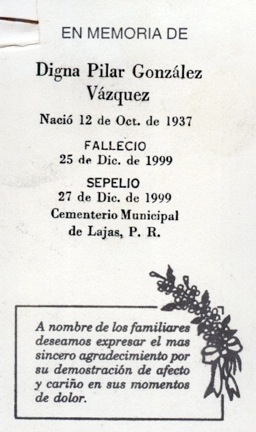 EN MEMORIA DE
Digna Pilar González
Vázquez
Nació 12 de Oct. de 1937
FALLECIO
25 de Dic. de 1999
SEPELIO
27 de Dic. de 1999
Cementerio Municipal
de Lajas, P. R.
A nombre de los familiares
deseamos expresar el mas
sincero agradecimiento por
su demostración de afecto
y cariño en sus momentos
de dolor.